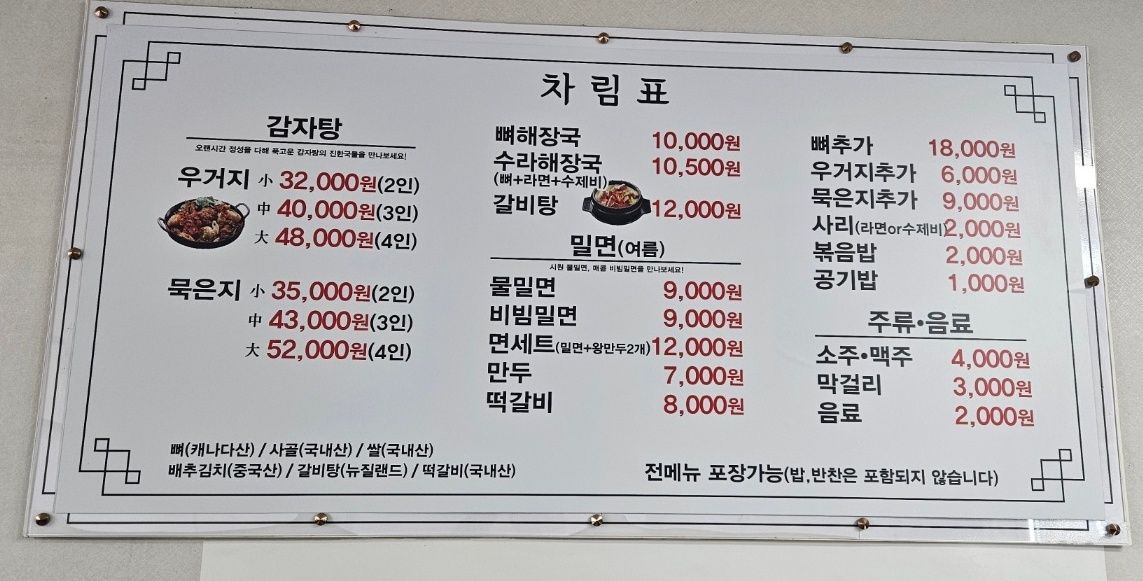 차림표
감자탕
오랜시간 정성을 다해 푹고운 감자탕의 진한국물을 만나보세요!
우거지 小 32,000원(2인)
中 40,000원(3인)
大 48,000원(4인)
묵은지 小 35,000원(2인)
中 43,000원(3인)
大 52,000원(4인)
뼈해장국 10,000원
수라해장국 10,500원
(뼈+라면+수제비)
갈비탕 12,000원
밀면(여름)
시원 물밀면, 매콤 비빔밀면을 만나보세요!
물밀면 9,000원
비빔밀면 9,000원
면세트(밀면+왕만두2개) 12,000원
만두 7,000원
떡갈비 8,000원
뼈추가 18,000원
우거지추가 6,000원
묵은지추가 9,000원
사리(라면or수제비) 2,000원
볶음밥 2,000원
공기밥 1,000원
주류•음료
소주•맥주 4,000원
막걸리 3,000원
음료 2,000원
뼈(캐나다산) / 사골(국내산) / 쌀(국내산)
배추김치(중국산) / 갈비탕(뉴질랜드) / 떡갈비(국내산)
전메뉴 포장가능(밥,반찬은 포함되지 않습니다)